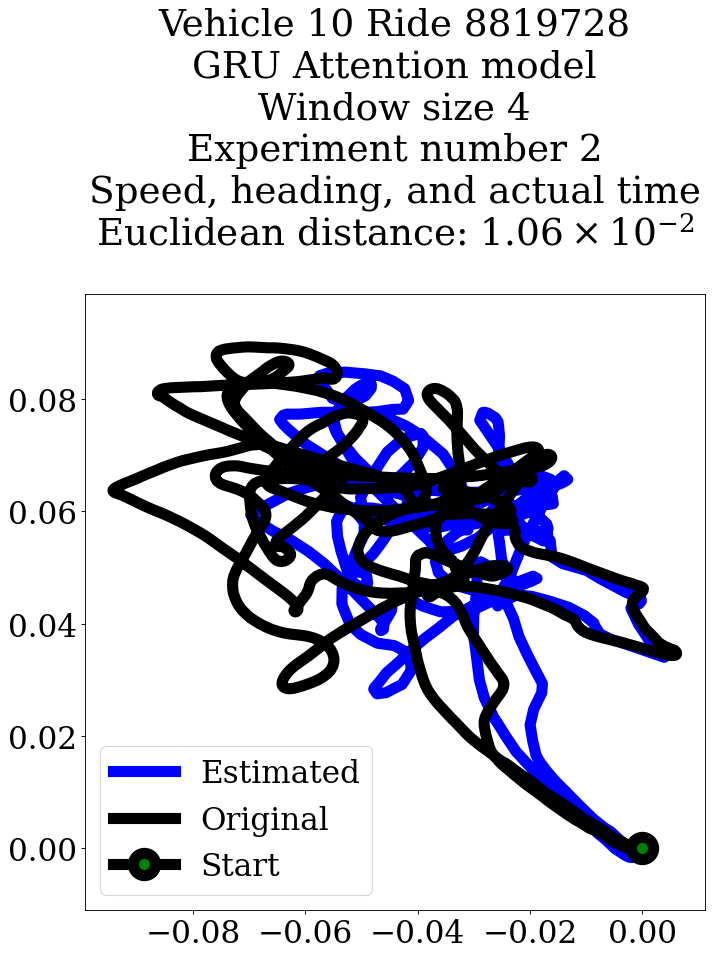 Vehicle 10 Ride 8819728
GRU Attention model
Window size 4
Experiment number 2
Speed, heading, and actual time
Euclidean distance: 1.06 × 10⁻²
0.08
0.06
0.04
0.02
0.00
Estimated
Original
Start
−0.08 −0.06 −0.04 −0.02 0.00